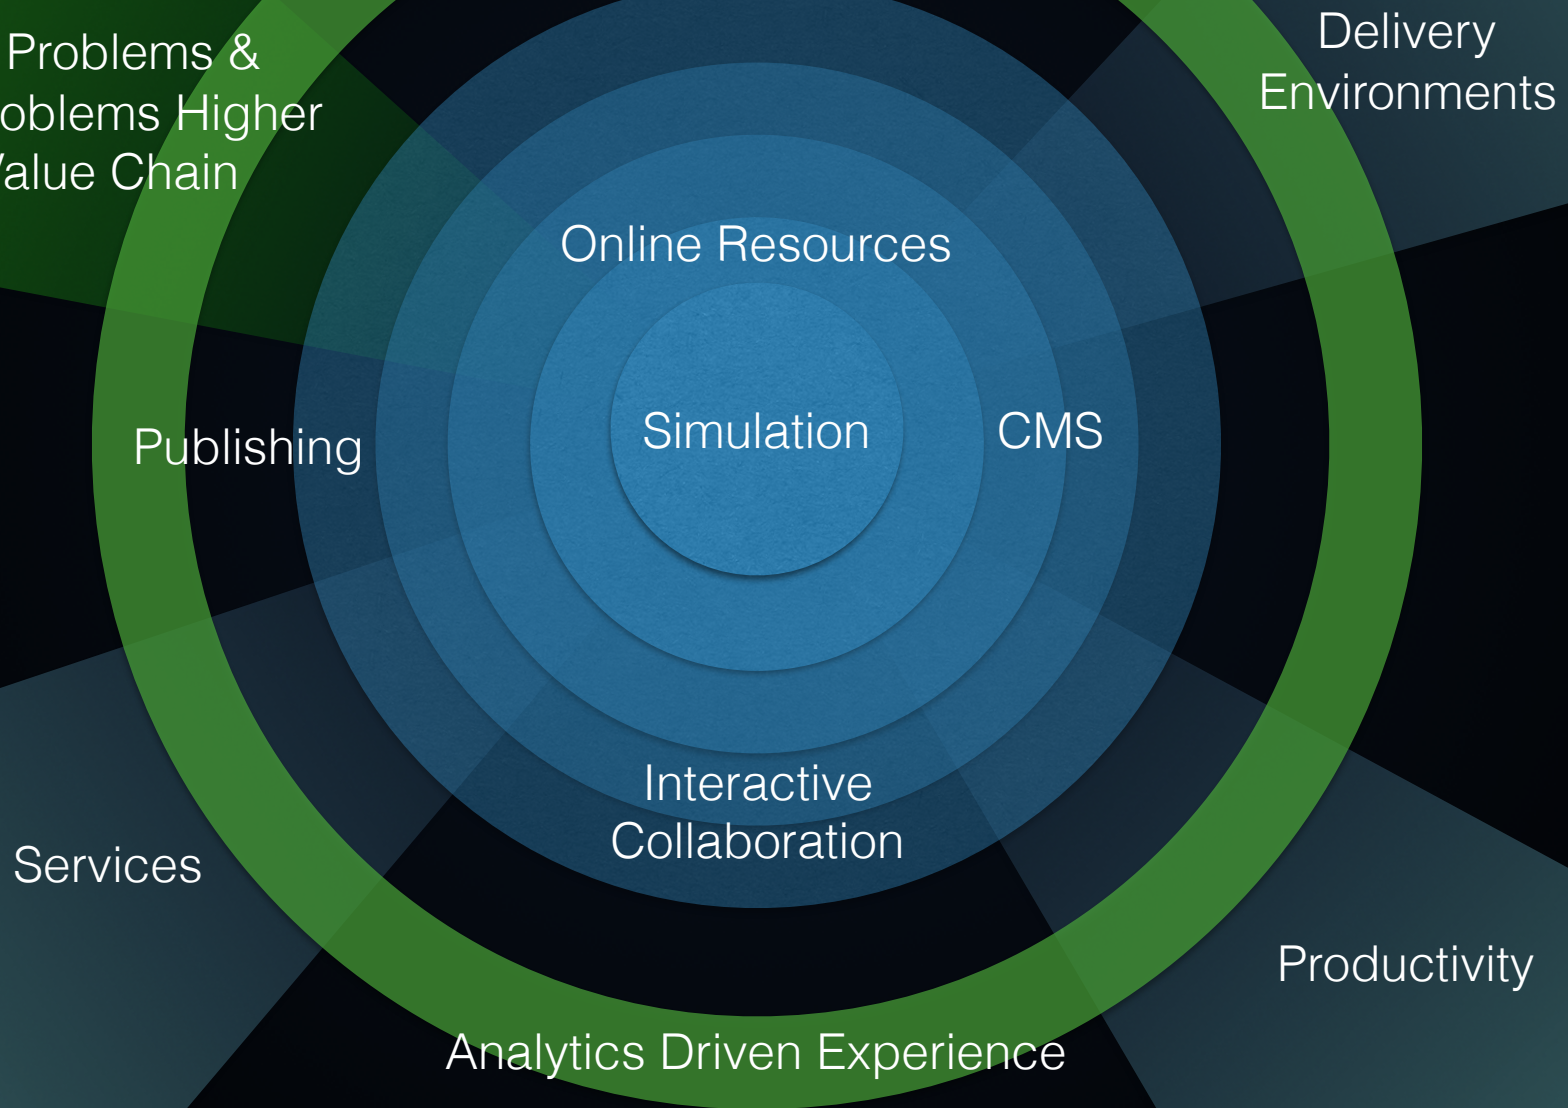 Problems &
oblems Higher
alue Chain
Delivery
Environments
Online Resources
Simulation
CMS
Publishing
Interactive
Collaboration
Services
Productivity
Analytics Driven Experience